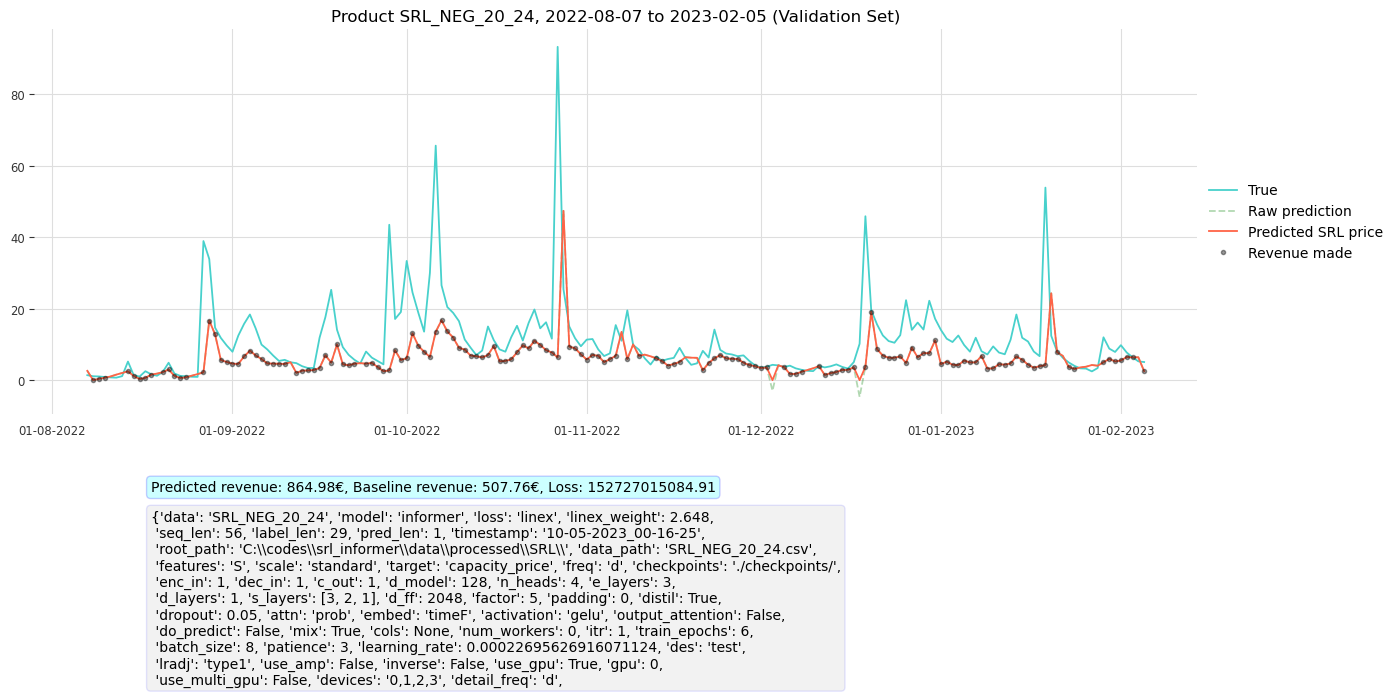 Product SRL_NEG_20_24, 2022-08-07 to 2023-02-05 (Validation Set)
80
60
40
20
0
01-08-2022
01-09-2022
01-10-2022
01-11-2022
01-12-2022
01-01-2023
01-02-2023
True
Raw prediction
Predicted SRL price
Revenue made
Predicted revenue: 864.98€, Baseline revenue: 507.76€, Loss: 152727015084.91
{'data': 'SRL_NEG_20_24', 'model': 'informer', 'loss': 'linex', 'linex_weight': 2.648,
'seq_len': 56, 'label_len': 29, 'pred_len': 1, 'timestamp': '10-05-2023_00-16-25',
'root_path': 'C:\\codes\\srl_informer\\data\\processed\\SRL\\', 'data_path': 'SRL_NEG_20_24.csv',
'features': 'S', 'scale': 'standard', 'target': 'capacity_price', 'freq': 'd', 'checkpoints': './checkpoints/',
'enc_in': 1, 'dec_in': 1, 'c_out': 1, 'd_model': 128, 'n_heads': 4, 'e_layers': 3,
'd_layers': 1, 's_layers': [3, 2, 1], 'd_ff': 2048, 'factor': 5, 'padding': 0, 'distil': True,
'dropout': 0.05, 'attn': 'prob', 'embed': 'timeF', 'activation': 'gelu', 'output_attention': False,
'do_predict': False, 'mix': True, 'cols': None, 'num_workers': 0, 'itr': 1, 'train_epochs': 6,
'batch_size': 8, 'patience': 3, 'learning_rate': 0.00022695626916071124, 'des': 'test',
'lradj': 'type1', 'use_amp': False, 'inverse': False, 'use_gpu': True, 'gpu': 0,
'use_multi_gpu': False, 'devices': '0,1,2,3', 'detail_freq': 'd',